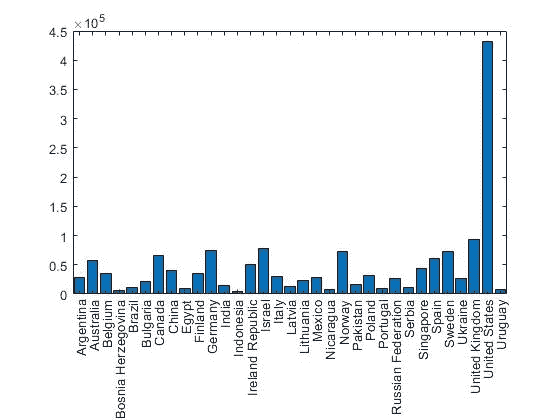 ×10⁵
4.5
4
3.5
3
2.5
2
1.5
1
0.5
0
Argentina
Australia
Belgium
Bosnia Herzegovina
Brazil
Bulgaria
Canada
China
Egypt
Finland
Germany
India
Indonesia
Ireland Republic
Israel
Italy
Latvia
Lithuania
Mexico
Nicaragua
Norway
Pakistan
Poland
Portugal
Russian Federation
Serbia
Singapore
Spain
Sweden
Ukraine
United Kingdom
United States
Uruguay